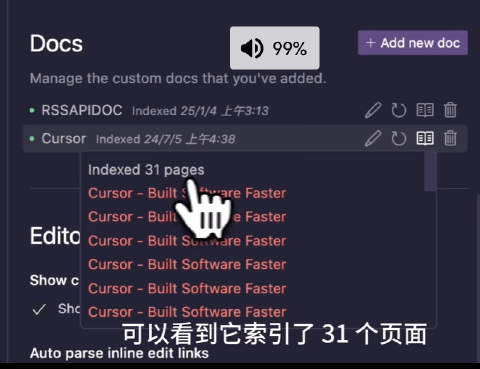 Docs
99%
+ Add new doc
Manage the custom docs that you've added.
RSSAPIDOC Indexed 25/1/4 上午3:13
Cursor Indexed 24/7/5 上午4:38
Indexed 31 pages
Cursor - Built Software Faster
Cursor - Built Software Faster
Cursor - Built Software Faster
Cursor - Built Software Faster
Cursor - Built Software Faster
Cursor - Built Software Faster
Edito
Show c
Sho
可以看到它索引了 31 个页面
Auto parse inline edit links